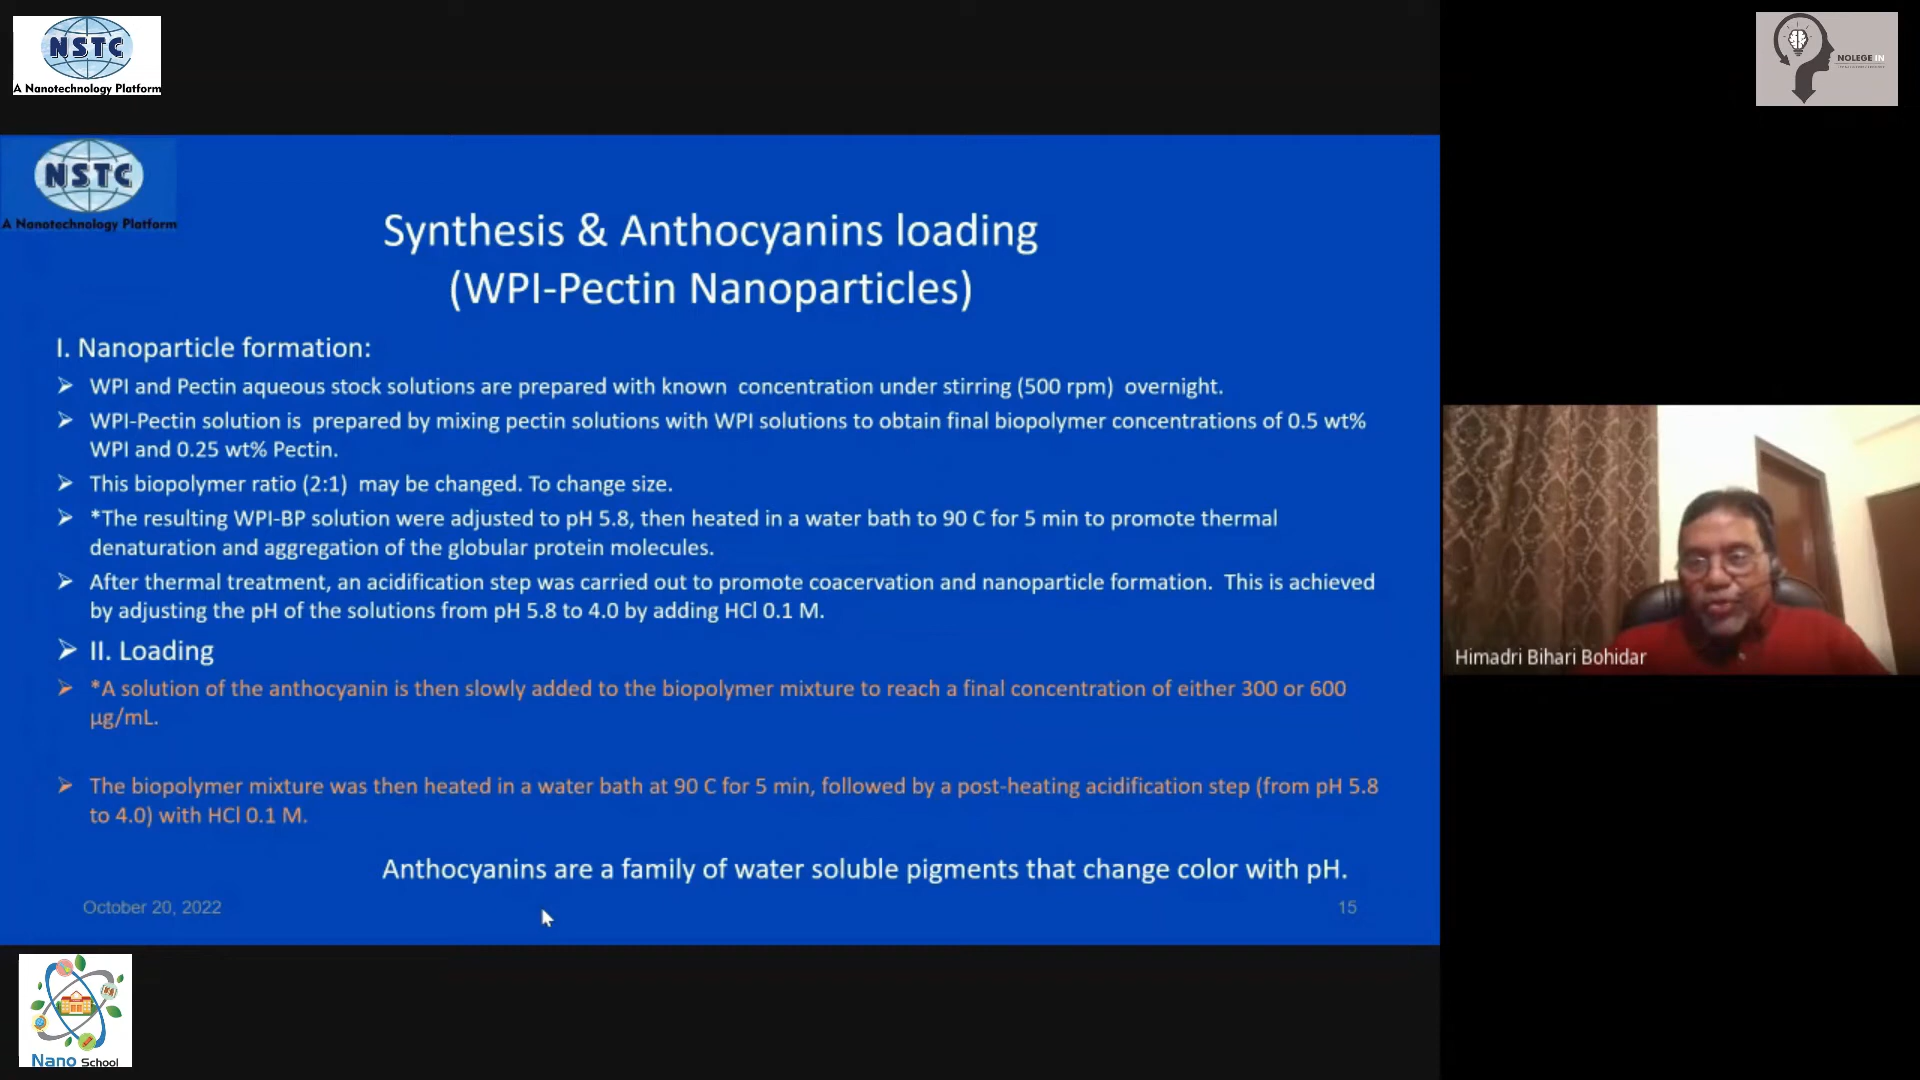 NSTC
A Nanotechnology Platform
NOLEGE IN
NSTC
A Nanotechnology Platform
Synthesis & Anthocyanins loading
(WPI-Pectin Nanoparticles)
I. Nanoparticle formation:
➢ WPI and Pectin aqueous stock solutions are prepared with known concentration under stirring (500 rpm) overnight.
➢ WPI-Pectin solution is prepared by mixing pectin solutions with WPI solutions to obtain final biopolymer concentrations of 0.5 wt%
WPI and 0.25 wt% Pectin.
➢ This biopolymer ratio (2:1) may be changed. To change size.
➢ *The resulting WPI-BP solution were adjusted to pH 5.8, then heated in a water bath to 90 C for 5 min to promote thermal
denaturation and aggregation of the globular protein molecules.
➢ After thermal treatment, an acidification step was carried out to promote coacervation and nanoparticle formation. This is achieved
by adjusting the pH of the solutions from pH 5.8 to 4.0 by adding HCl 0.1 M.
➢ II. Loading
➢ *A solution of the anthocyanin is then slowly added to the biopolymer mixture to reach a final concentration of either 300 or 600
µg/mL.
➢ The biopolymer mixture was then heated in a water bath at 90 C for 5 min, followed by a post-heating acidification step (from pH 5.8
to 4.0) with HCl 0.1 M.
Anthocyanins are a family of water soluble pigments that change color with pH.
October 20, 2022
15
Himadri Bihari Bohidar
Nano School